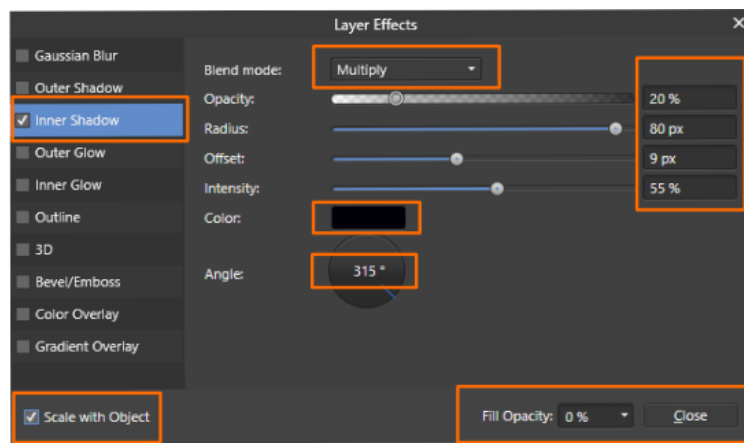 Layer Effects
Gaussian Blur
Outer Shadow
Inner Shadow
Outer Glow
Inner Glow
Outline
3D
Bevel/Emboss
Color Overlay
Gradient Overlay
Scale with Object
Blend mode: Multiply
Opacity: 20 %
Radius: 80 px
Offset: 9 px
Intensity: 55 %
Color:
Angle: 315 °
Fill Opacity: 0 % Close